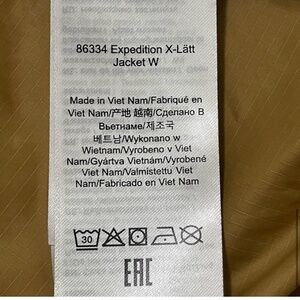 86334 Expedition X-Lätt
Jacket W
Made in Viet Nam/Fabriqué en
Viet Nam/产地 越南/Сделано В
Вьетнаме/제조국
베트남/Wykonano w
Wietnam/Vyrobeno v Viet
Nam/Gyártva Vietnám/Vyrobené
Viet Nam/Valmistettu Viet
Nam/Fabricado en Viet Nam
30
EAC